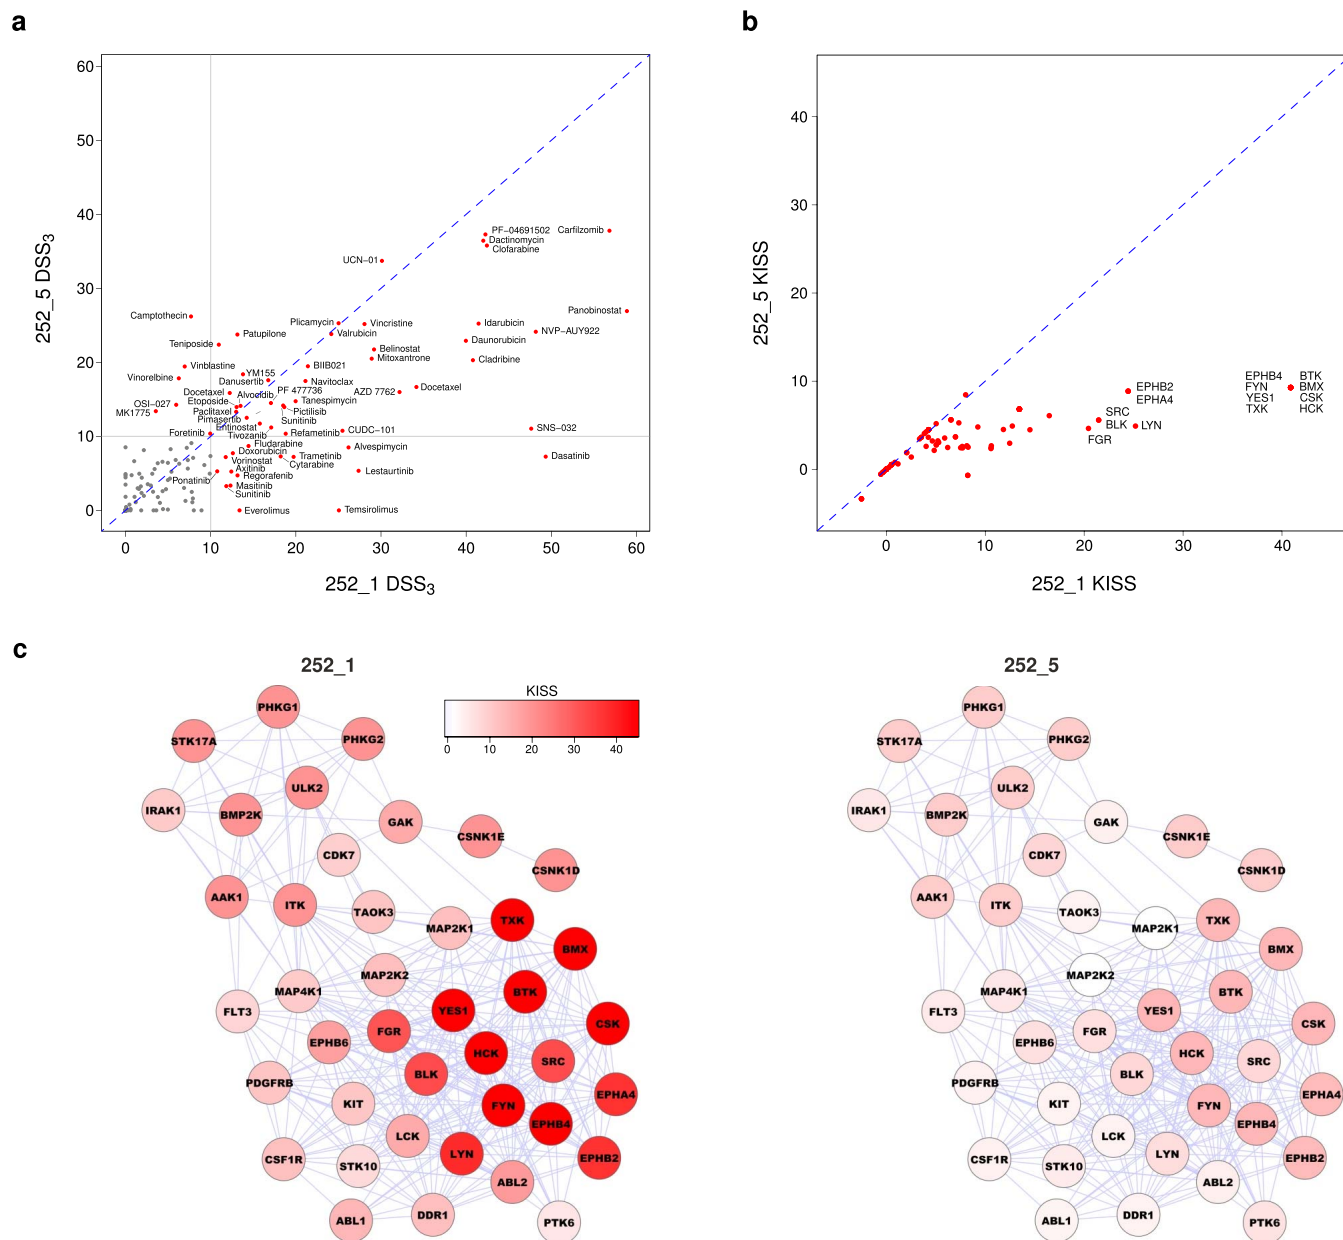 a
60
50
40
30
20
10
0
252_5 DSS3
0
10
20
30
40
50
60
252_1 DSS3
PF−04691502
Carfilzomib
Dactinomycin
Clofarabine
UCN−01
Camptothecin
Plicamycin
Vincristine
Idarubicin
Panobinostat
Patupilone
Valrubicin
NVP−AUY922
Teniposide
Daunorubicin
Belinostat
Mitoxantrone
Cladribine
Vinblastine
BIIB021
Vinorelbine
YM155
Danusertib
Navitoclax
Docetaxel
Docetaxel
Alvocidib
PF 477736
AZD 7762
OSI−027
Etoposide
Tanespimycin
MK1775
Paclitaxel
Pictilisib
Pimasertib
Sunitinib
Entinostat
Foretinib
Tivozanib
Refametinib
CUDC−101
SNS−032
Fludarabine
Alvespimycin
Doxorubicin
Trametinib
Dasatinib
Vorinostat
Cytarabine
Axitinib
Lestaurtinib
Ponatinib
Regorafenib
Masitinib
Sunitinib
Everolimus
Temsirolimus
b
40
30
20
10
0
252_5 KISS
0
10
20
30
40
252_1 KISS
EPHB2
EPHA4
SRC
BLK
LYN
FGR
EPHB4 BTK
FYN BMX
YES1 CSK
TXK HCK
c
252_1
KISS
0 10 20 30 40
PHKG1
STK17A
PHKG2
ULK2
IRAK1
BMP2K
GAK
CSNK1E
CDK7
CSNK1D
AAK1
ITK
TAOK3
MAP2K1
TXK
BMX
MAP2K2
MAP4K1
BTK
FLT3
YES1
CSK
FGR
EPHB6
HCK
SRC
BLK
PDGFRB
EPHA4
KIT
FYN
EPHB4
LCK
LYN
CSF1R
STK10
EPHB2
ABL2
ABL1
DDR1
PTK6
252_5
PHKG1
STK17A
PHKG2
ULK2
IRAK1
BMP2K
GAK
CSNK1E
CDK7
CSNK1D
AAK1
ITK
TAOK3
MAP2K1
TXK
BMX
MAP2K2
MAP4K1
BTK
FLT3
YES1
CSK
FGR
EPHB6
HCK
SRC
BLK
PDGFRB
EPHA4
KIT
FYN
EPHB4
LCK
LYN
CSF1R
STK10
EPHB2
ABL2
ABL1
DDR1
PTK6